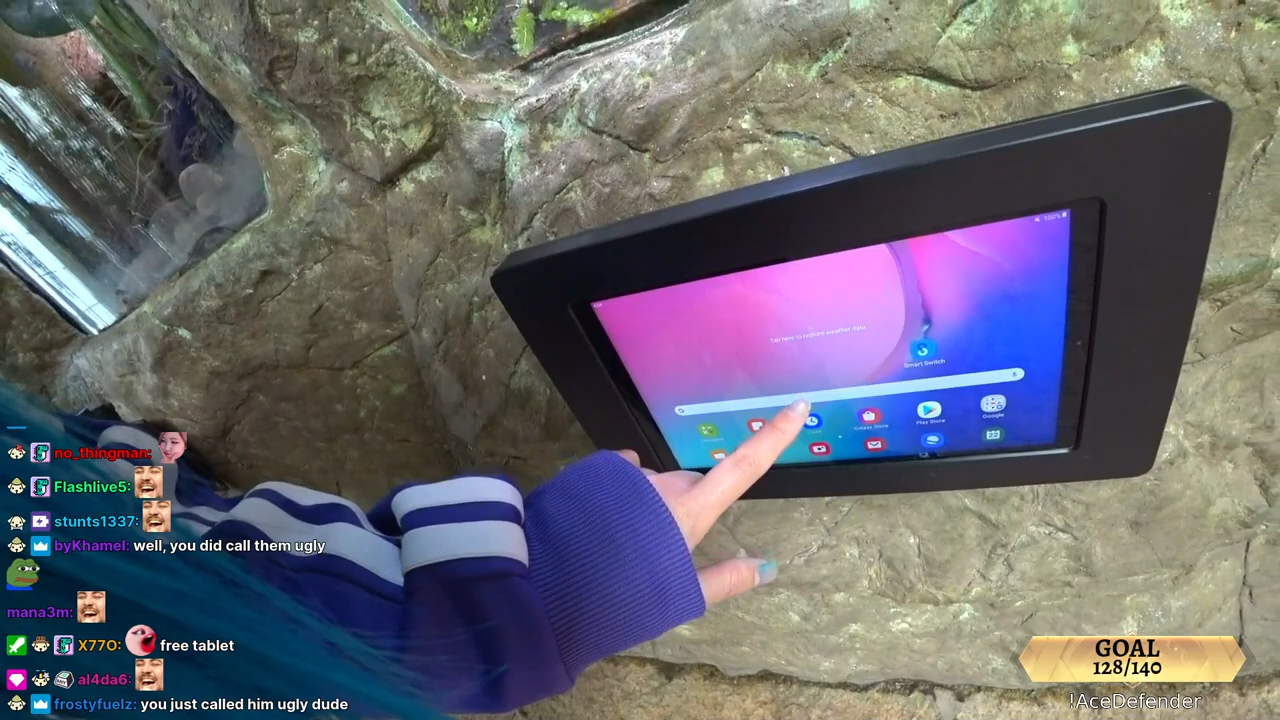 100%
Tap here to restore weather data
Smart Switch
Galaxy Store
Play Store
Google
no_thingman:
Flashlive5:
stunts1337:
byKhamel: well, you did call them ugly
mana3m:
X77O: free tablet
al4da6:
frostyfuelz: you just called him ugly dude
GOAL
128/140
!AceDefender